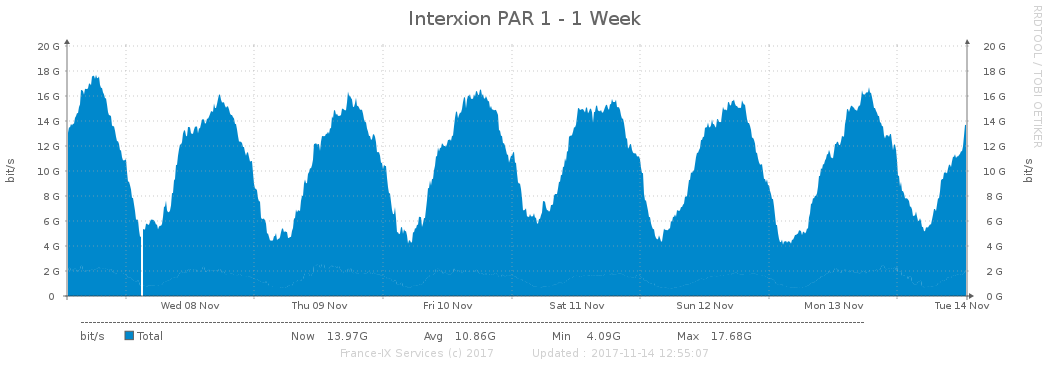 Interxion PAR 1 - 1 Week
RRDTOOL / TOBI OETIKER
20 G 20 G
18 G 18 G
16 G 16 G
14 G 14 G
12 G 12 G
10 G 10 G
8 G 8 G
6 G 6 G
4 G 4 G
2 G 2 G
0 0 G
bit/s
bit/s
Wed 08 Nov Thu 09 Nov Fri 10 Nov Sat 11 Nov Sun 12 Nov Mon 13 Nov Tue 14 Nov
bit/s Total Now 13.97G Avg 10.86G Min 4.09G Max 17.68G
France-IX Services (c) 2017 Updated : 2017-11-14 12:55:07